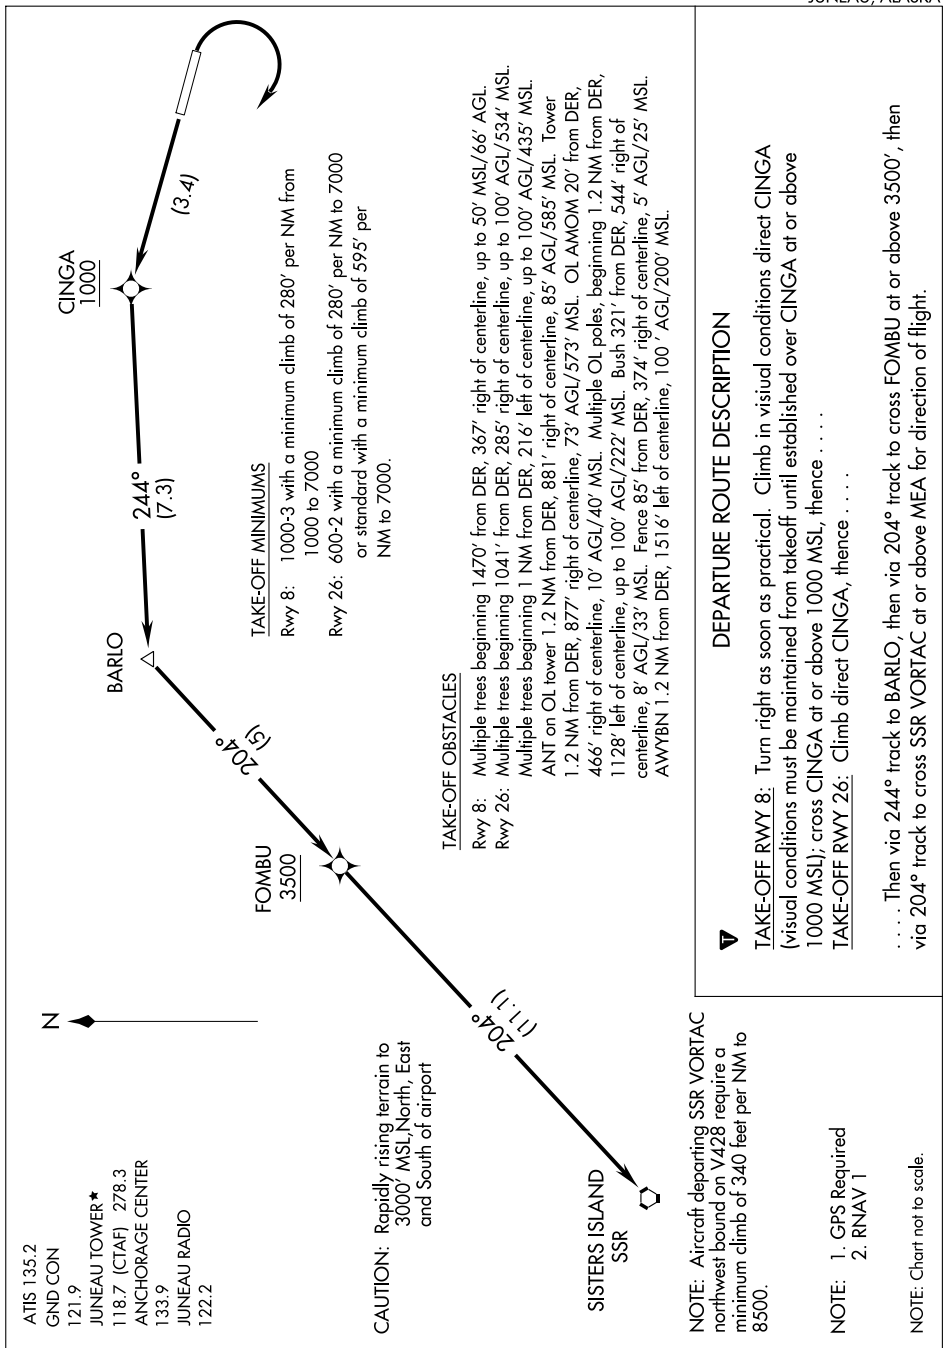 JUNEAU, ALASKA
ATIS 135.2
GND CON
121.9
JUNEAU TOWER★
118.7 (CTAF) 278.3
ANCHORAGE CENTER
133.9
JUNEAU RADIO
122.2
N
CAUTION: Rapidly rising terrain to
3000′ MSL,North, East
and South of airport
CINGA
1000
(3.4)
244°
(7.3)
BARLO
204°
(5)
FOMBU
3500
204°
(11.1)
SISTERS ISLAND
SSR
TAKE-OFF MINIMUMS
Rwy 8: 1000-3 with a minimum climb of 280′ per NM from
1000 to 7000
Rwy 26: 600-2 with a minimum climb of 280′ per NM to 7000
or standard with a minimum climb of 595′ per
NM to 7000.
TAKE-OFF OBSTACLES
Rwy 8: Multiple trees beginning 1470′ from DER, 367′ right of centerline, up to 50′ MSL/66′ AGL.
Rwy 26: Multiple trees beginning 1041′ from DER, 285′ right of centerline, up to 100′ AGL/534′ MSL.
Multiple trees beginning 1 NM from DER, 216′ left of centerline, up to 100′ AGL/435′ MSL.
ANT on OL tower 1.2 NM from DER, 881′ right of centerline, 85′ AGL/585′ MSL. Tower
1.2 NM from DER, 877′ right of centerline, 73′ AGL/573′ MSL. OL AMOM 20′ from DER,
466′ right of centerline, 10′ AGL/40′ MSL. Multiple OL poles, beginning 1.2 NM from DER,
1128′ left of centerline, up to 100′ AGL/222′ MSL. Bush 321′ from DER, 544′ right of
centerline, 8′ AGL/33′ MSL. Fence 85′ from DER, 374′ right of centerline, 5′ AGL/25′ MSL.
AWYBN 1.2 NM from DER, 1516′ left of centerline, 100 ′ AGL/200′ MSL.
NOTE: Aircraft departing SSR VORTAC
northwest bound on V428 require a
minimum climb of 340 feet per NM to
8500.
NOTE: 1. GPS Required
2. RNAV 1
NOTE: Chart not to scale.
T
DEPARTURE ROUTE DESCRIPTION
TAKE-OFF RWY 8: Turn right as soon as practical. Climb in visual conditions direct CINGA
(visual conditions must be maintained from takeoff until established over CINGA at or above
1000 MSL); cross CINGA at or above 1000 MSL, thence . . . .
TAKE-OFF RWY 26: Climb direct CINGA, thence . . . .
. . . . Then via 244° track to BARLO, then via 204° track to cross FOMBU at or above 3500′, then
via 204° track to cross SSR VORTAC at or above MEA for direction of flight.